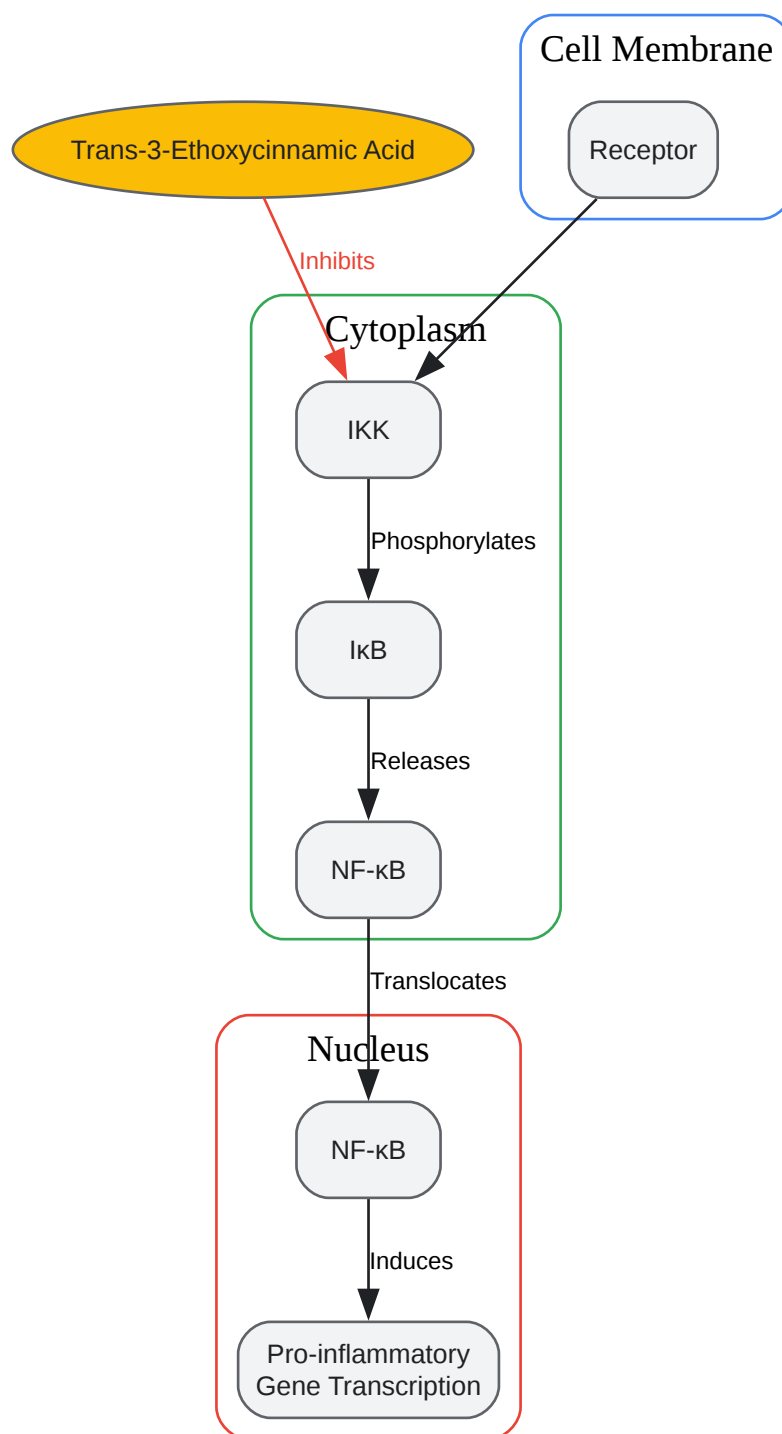 Cell Membrane
Trans-3-Ethoxycinnamic Acid
Receptor
Inhibits
Cytoplasm
IKK
Phosphorylates
IκB
Releases
NF-κB
Translocates
Nucleus
NF-κB
Induces
Pro-inflammatory
Gene Transcription